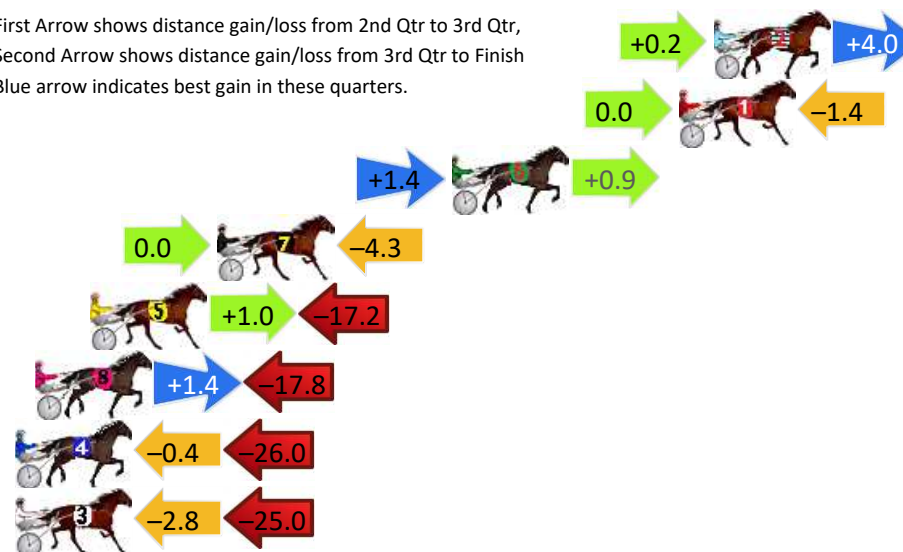 First Arrow shows distance gain/loss from 2nd Qtr to 3rd Qtr,
Second Arrow shows distance gain/loss from 3rd Qtr to Finish
Blue arrow indicates best gain in these quarters.
+0.2 2 +4.0
0.0 1 –1.4
+1.4 6 +0.9
0.0 7 –4.3
5 +1.0 –17.2
8 +1.4 –17.8
4 –0.4 –26.0
3 –2.8 –25.0